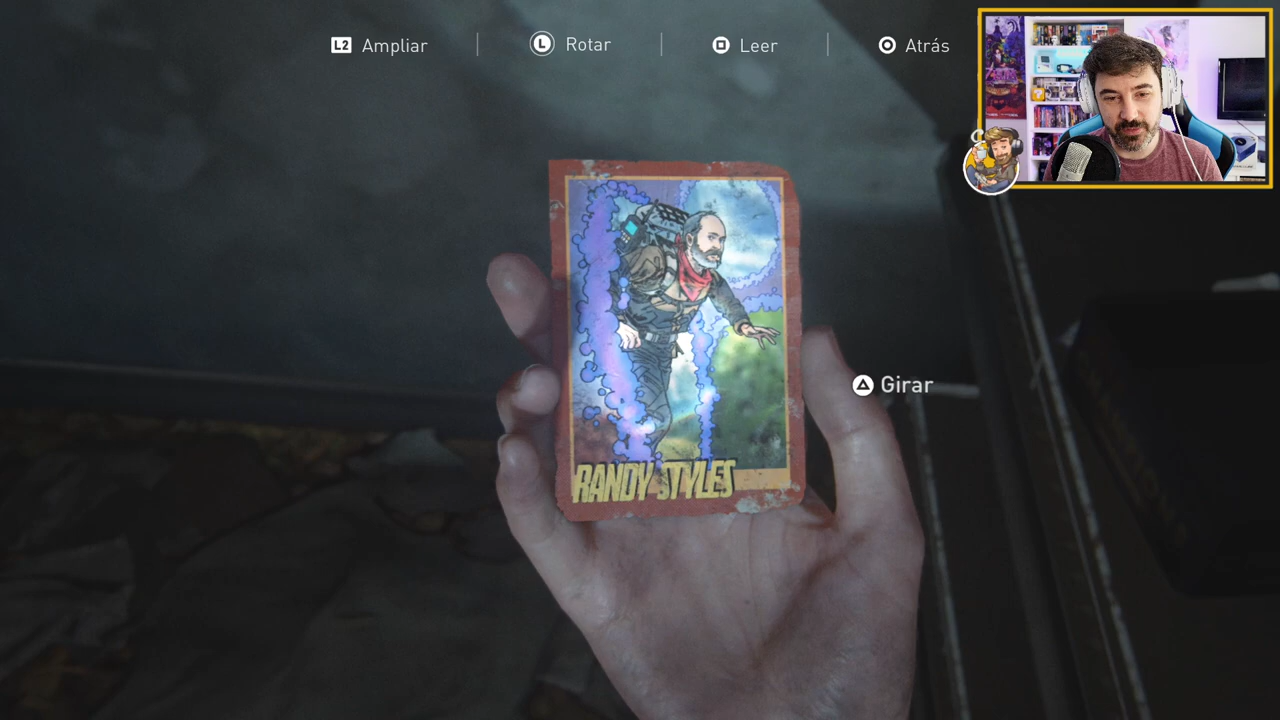 L2 Ampliar
L Rotar
Leer
Atrás
Girar
RANDY STYLES